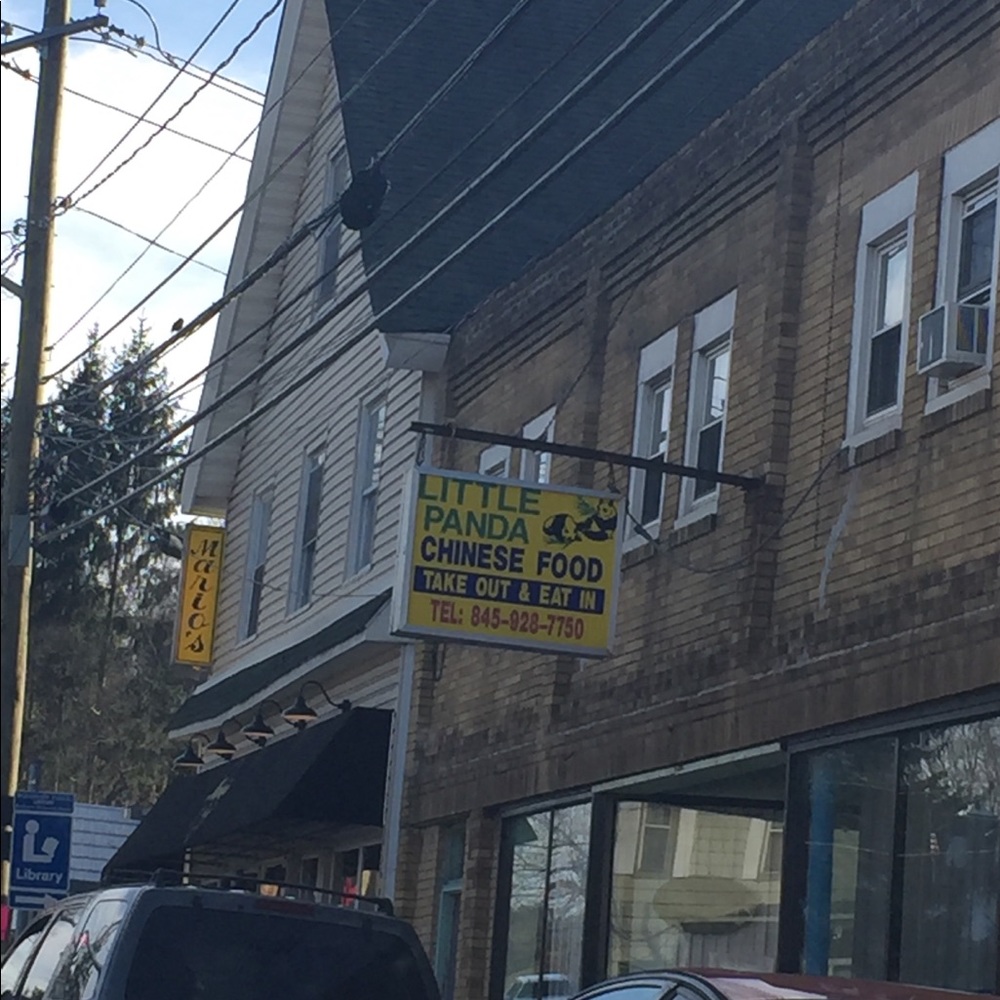 LITTLE
PANDA
CHINESE FOOD
TAKE OUT & EAT IN
TEL: 845-928-7750
Mario's
Library